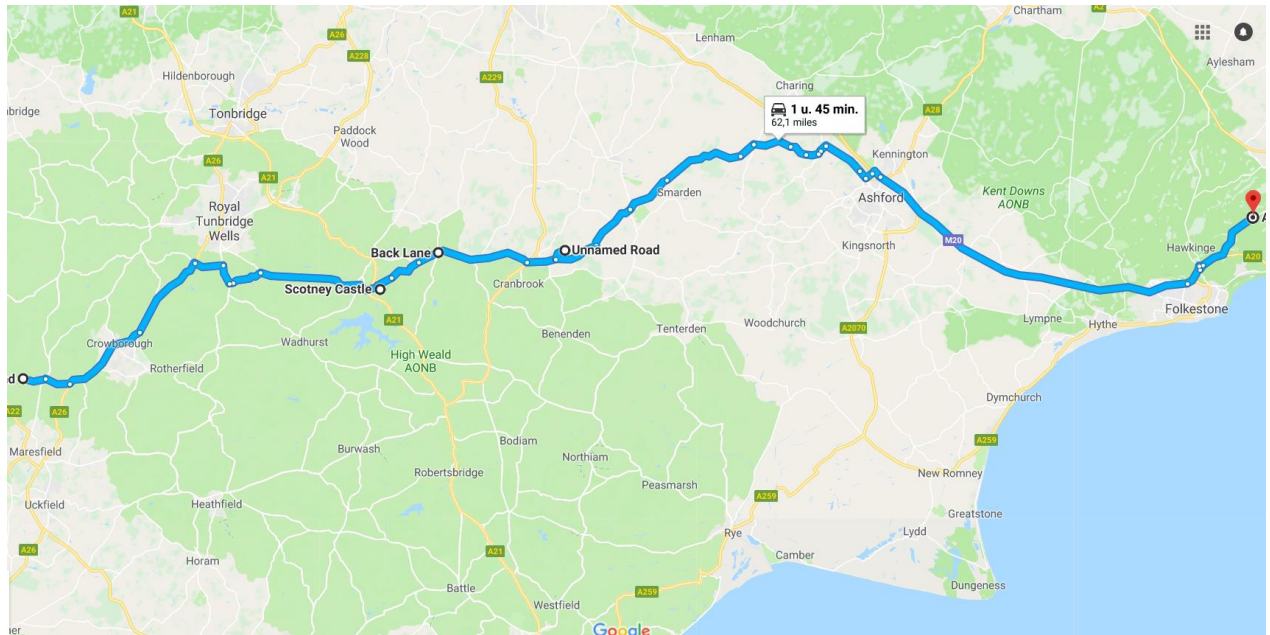 A21
A26
Chartham
A2
Lenham
Aylesham
Hildenborough
A228
A229
Charing
nbridge
Tonbridge
1 u. 45 min.
62,1 miles
A28
Paddock
Wood
Kennington
A26
A21
Smarden
Kent Downs
AONB
Ashford
Royal
Tunbridge
Wells
A
M20
Kingsnorth
Hawkinge
Back Lane
Unnamed Road
A20
Scotney Castle
Cranbrook
Folkestone
A21
Lympne
Hythe
Benenden
Tenterden
Woodchurch
A2070
Crowborough
Wadhurst
High Weald
AONB
Rotherfield
d
Dymchurch
A22
A26
Maresfield
Bodiam
A259
Burwash
Northiam
Robertsbridge
New Romney
Peasmarsh
A259
Uckfield
Heathfield
Greatstone
Rye
Lydd
A26
A21
Camber
Horam
Battle
Dungeness
A259
Westfield
Google
er